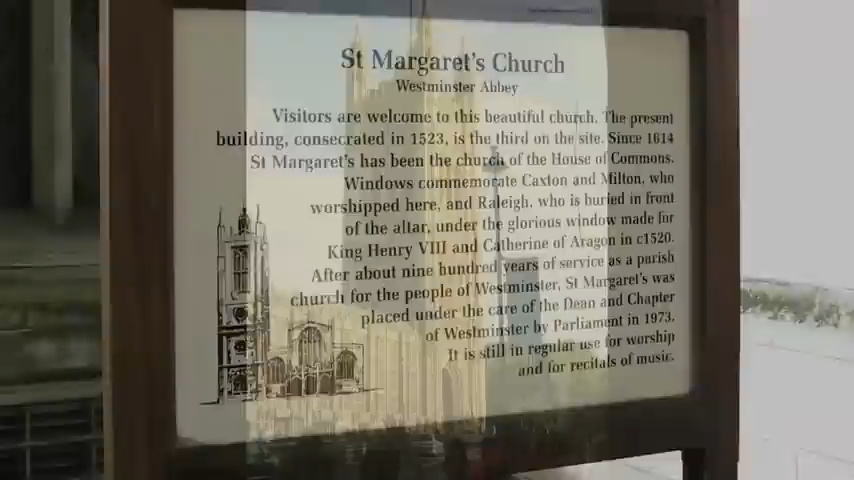 St Margaret's Church
Westminster Abbey
Visitors are welcome to this beautiful church. The present
building, consecrated in 1523, is the third on the site. Since 1614
St Margaret's has been the church of the House of Commons.
Windows commemorate Caxton and Milton, who
worshipped here, and Raleigh, who is buried in front
of the altar, under the glorious window made for
King Henry VIII and Catherine of Aragon in c1520.
After about nine hundred years of service as a parish
church for the people of Westminster, St Margaret's was
placed under the care of the Dean and Chapter
of Westminster by Parliament in 1973.
It is still in regular use for worship
and for recitals of music.